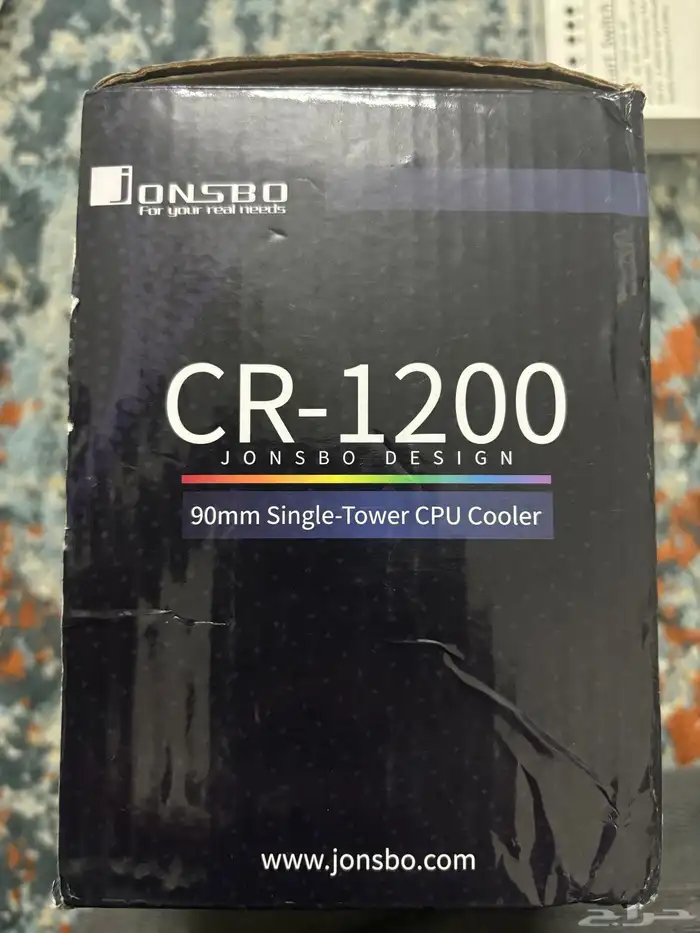 JONSBO
For your real needs
CR-1200
JONSBO DESIGN
90mm Single-Tower CPU Cooler
www.jonsbo.com
حراج